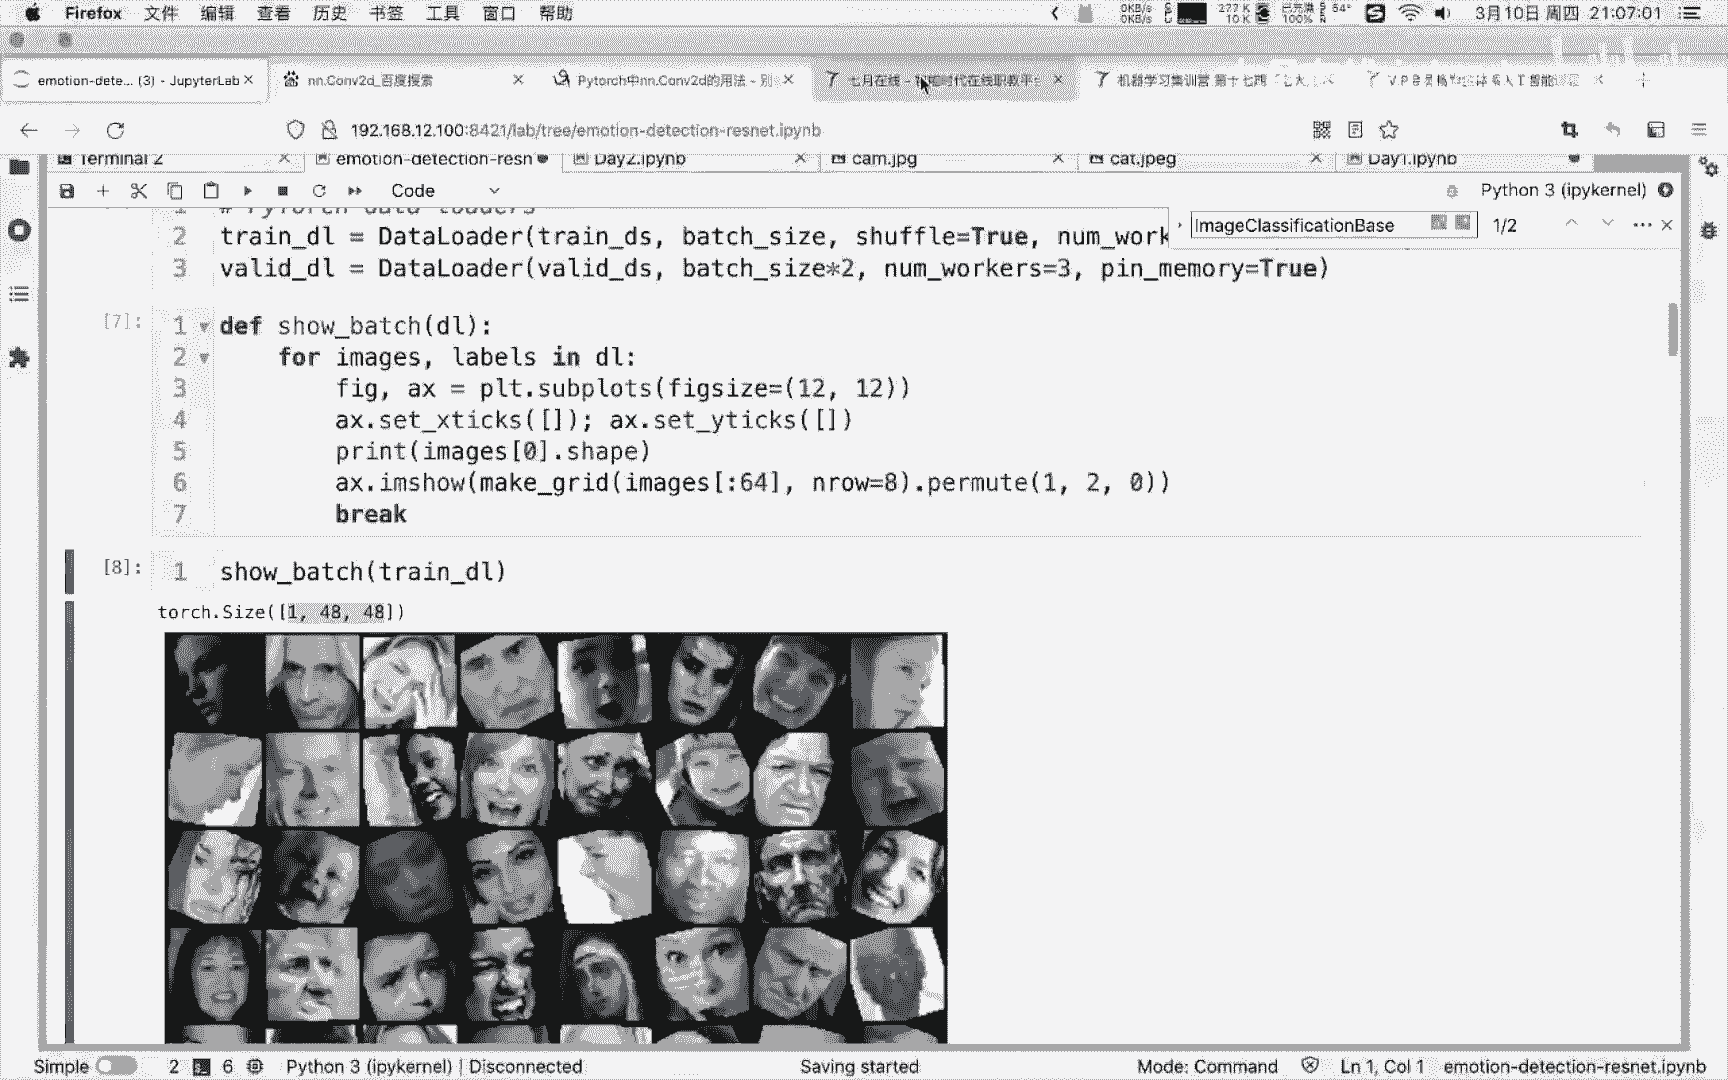 Firefox 文件 编辑 查看 历史 书签 工具 窗口 帮助 0KB/s 0KB/s 277 K 10 K 已充满 100% 54° 3月10日 周四 21:07:01
emotion-dete... (3) - JupyterLab nn.Conv2d_百度搜索 Pytorch中nn.Conv2d的用法 - 别 七月在线 机器学习集训营 第十七
192.168.12.100:8421/lab/tree/emotion-detection-resnet.ipynb
Terminal 2 emotion-detection-resn Day2.ipynb cam.jpg cat.jpeg Day1.ipynb
Code Python 3 (ipykernel)
ImageClassificationBase 1/2
1 # PyTorch data loaders
2 train_dl = DataLoader(train_ds, batch_size, shuffle=True, num_work
3 valid_dl = DataLoader(valid_ds, batch_size*2, num_workers=3, pin_memory=True)
[7]: 1 def show_batch(dl):
2 for images, labels in dl:
3 fig, ax = plt.subplots(figsize=(12, 12))
4 ax.set_xticks([]); ax.set_yticks([])
5 print(images[0].shape)
6 ax.imshow(make_grid(images[:64], nrow=8).permute(1, 2, 0))
7 break
[8]: 1 show_batch(train_dl)
torch.Size([1, 48, 48])
Simple 2 6 Python 3 (ipykernel) | Disconnected Saving started Mode: Command Ln 1, Col 1 emotion-detection-resnet.ipynb